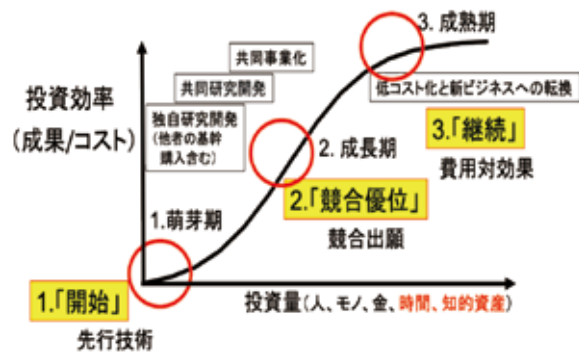 3. 成熟期
共同事業化
共同研究開発
投資効率
(成果/コスト)
独自研究開発
(他者の基幹
購入含む)
低コスト化と新ビジネスへの転換
3.「継続」
費用対効果
2. 成長期
2.「競合優位」
競合出願
1.萌芽期
1.「開始」
先行技術
投資量(人、モノ、金、時間、知的資産)